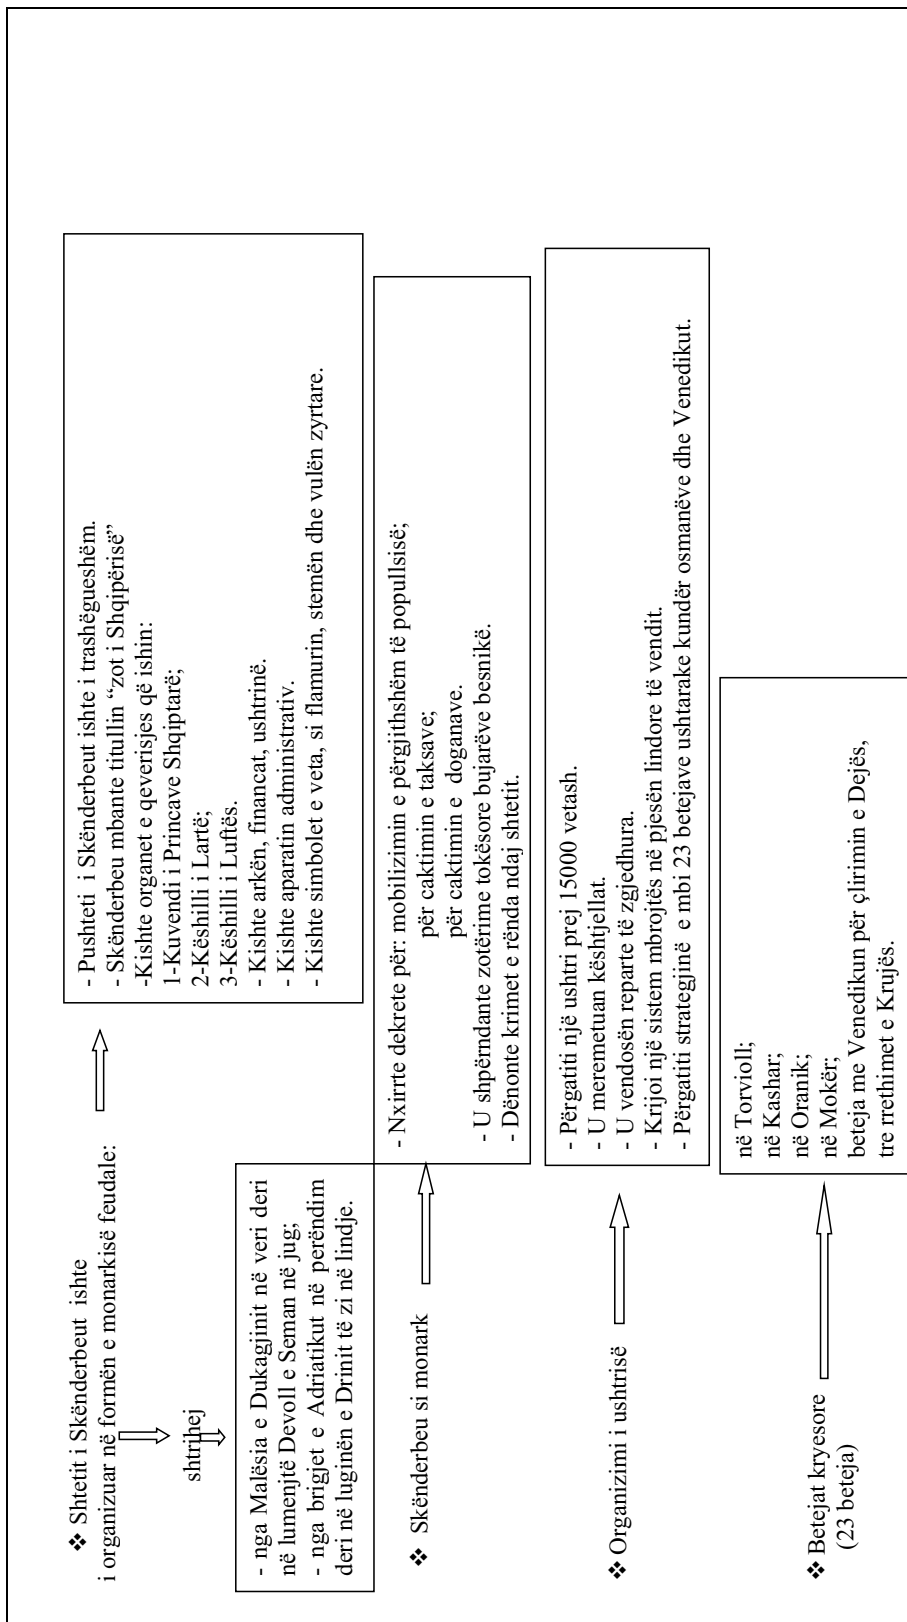 ❖ Shtetit i Skënderbeut ishte
i organizuar në formën e monarkisë feudale:
- Pushteti i Skënderbeut ishte i trashëgueshëm.
- Skënderbeu mbante titullin “zot i Shqipërisë”
-Kishte organet e qeverisjes që ishin:
1-Kuvendi i Princave Shqiptarë;
2-Këshilli i Lartë;
3-Këshilli i Luftës.
- Kishte arkën, financat, ushtrinë.
- Kishte aparatin administrativ.
- Kishte simbolet e veta, si flamurin, stemën dhe vulën zyrtare.
shtrihej
- nga Malësia e Dukagjinit në veri deri
në lumenjtë Devoll e Seman në jug;
- nga brigjet e Adriatikut në perëndim
deri në luginën e Drinit të zi në lindje.
❖ Skënderbeu si monark
- Nxirrte dekrete për: mobilizimin e përgjithshëm të popullsisë;
për caktimin e taksave;
për caktimin e doganave.
- U shpërndante zotërime tokësore bujarëve besnikë.
- Dënonte krimet e rënda ndaj shtetit.
❖ Organizimi i ushtrisë
- Përgatiti një ushtri prej 15000 vetash.
- U meremetuan kështjellat.
- U vendosën reparte të zgjedhura.
- Krijoi një sistem mbrojtës në pjesën lindore të vendit.
- Përgatiti strategjinë e mbi 23 betejave ushtarake kundër osmanëve dhe Venedikut.
❖ Betejat kryesore
(23 beteja)
në Torvioll;
në Kashar;
në Oranik;
në Mokër;
beteja me Venedikun për çlirimin e Dejës,
tre rrethimet e Krujës.